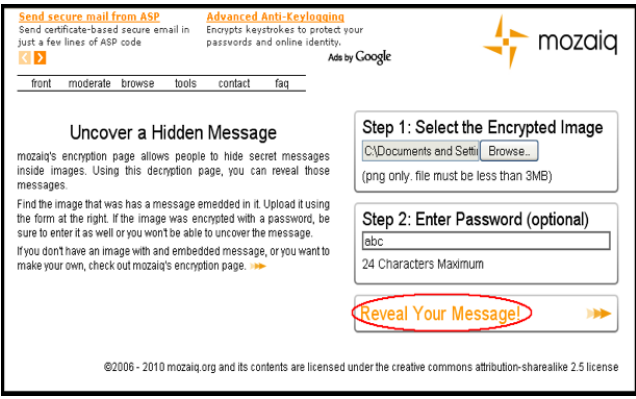 Send secure mail from ASP
Send certificate-based secure email in
just a few lines of ASP code
Advanced Anti-Keylogging
Encrypts keystrokes to protect your
passwords and online identity.
Ads by Google
mozaiq
front moderate browse tools contact faq
Uncover a Hidden Message
mozaiq's encryption page allows people to hide secret messages
inside images. Using this decryption page, you can reveal those
messages.
Find the image that was has a message emedded in it. Upload it using
the form at the right. If the image was encrypted with a password, be
sure to enter it as well or you won't be able to uncover the message.
If you don't have an image with and embedded message, or you want to
make your own, check out mozaiq's encryption page.
Step 1: Select the Encrypted Image
C:\Documents and Setti Browse...
(png only. file must be less than 3MB)
Step 2: Enter Password (optional)
abc
24 Characters Maximum
Reveal Your Message!
©2006 - 2010 mozaiq.org and its contents are licensed under the creative commons attribution-sharealike 2.5 license